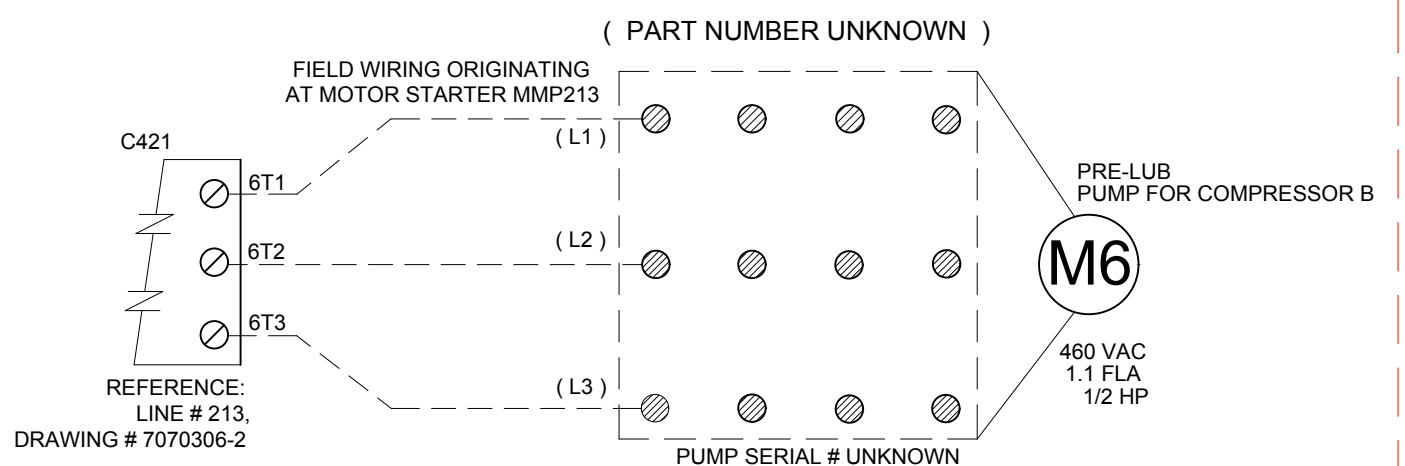 ( PART NUMBER UNKNOWN )
FIELD WIRING ORIGINATING
AT MOTOR STARTER MMP213
C421
( L1 )
6T1
PRE-LUB
PUMP FOR COMPRESSOR B
( L2 )
6T2
M6
6T3
460 VAC
1.1 FLA
1/2 HP
( L3 )
REFERENCE:
LINE # 213,
DRAWING # 7070306-2
PUMP SERIAL # UNKNOWN